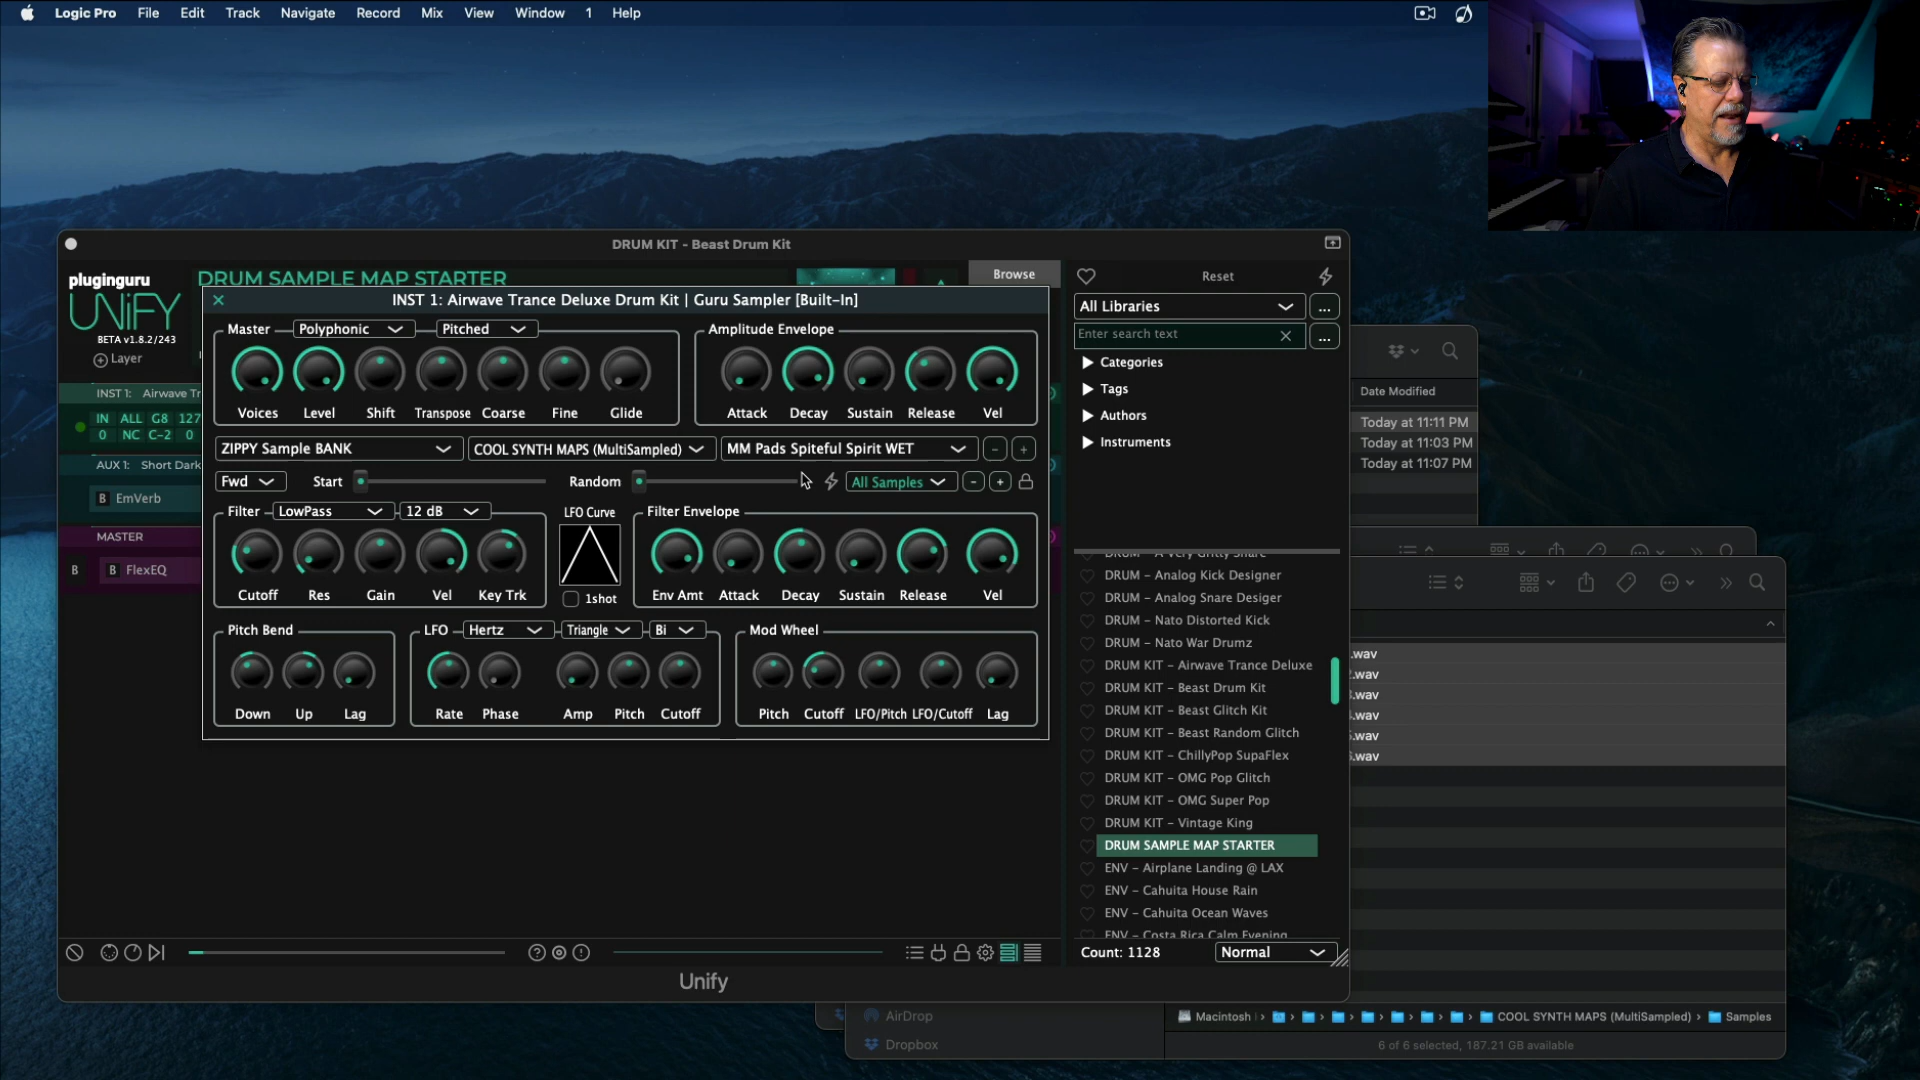 Logic Pro File Edit Track Navigate Record Mix View Window 1 Help
DRUM KIT - Beast Drum Kit
pluginguru
UNIFY
BETA v1.8.2/243
DRUM SAMPLE MAP STARTER
Browse
Layer
INST 1: Airwave Tr
IN ALL G8 127
0 NC C-2 0
AUX 1: Short Dark
B EmVerb
MASTER
B B FlexEQ
INST 1: Airwave Trance Deluxe Drum Kit | Guru Sampler [Built-In]
Master Polyphonic Pitched
Voices Level Shift Transpose Coarse Fine Glide
Amplitude Envelope
Attack Decay Sustain Release Vel
ZIPPY Sample BANK COOL SYNTH MAPS (MultiSampled) MM Pads Spiteful Spirit WET - +
Fwd Start Random All Samples - +
Filter LowPass 12 dB
Cutoff Res Gain Vel Key Trk
LFO Curve
1shot
Filter Envelope
Env Amt Attack Decay Sustain Release Vel
Pitch Bend
Down Up Lag
LFO Hertz Triangle Bi
Rate Phase Amp Pitch Cutoff
Mod Wheel
Pitch Cutoff LFO/Pitch LFO/Cutoff Lag
Reset
All Libraries ...
Enter search text ...
Categories
Tags
Authors
Instruments
DRUM – A Very Gritty Snare
DRUM – Analog Kick Designer
DRUM – Analog Snare Desiger
DRUM – Nato Distorted Kick
DRUM – Nato War Drumz
DRUM KIT – Airwave Trance Deluxe
DRUM KIT – Beast Drum Kit
DRUM KIT – Beast Glitch Kit
DRUM KIT – Beast Random Glitch
DRUM KIT – ChillyPop SupaFlex
DRUM KIT – OMG Pop Glitch
DRUM KIT – OMG Super Pop
DRUM KIT – Vintage King
DRUM SAMPLE MAP STARTER
ENV – Airplane Landing @ LAX
ENV – Cahuita House Rain
ENV – Cahuita Ocean Waves
ENV – Costa Rica Calm Evening
Count: 1128 Normal
Unify
Date Modified
Today at 11:11 PM
Today at 11:03 PM
Today at 11:07 PM
.wav
.wav
.wav
.wav
.wav
.wav
AirDrop
Dropbox
Macintosh COOL SYNTH MAPS (MultiSampled) Samples
6 of 6 selected, 187.21 GB available